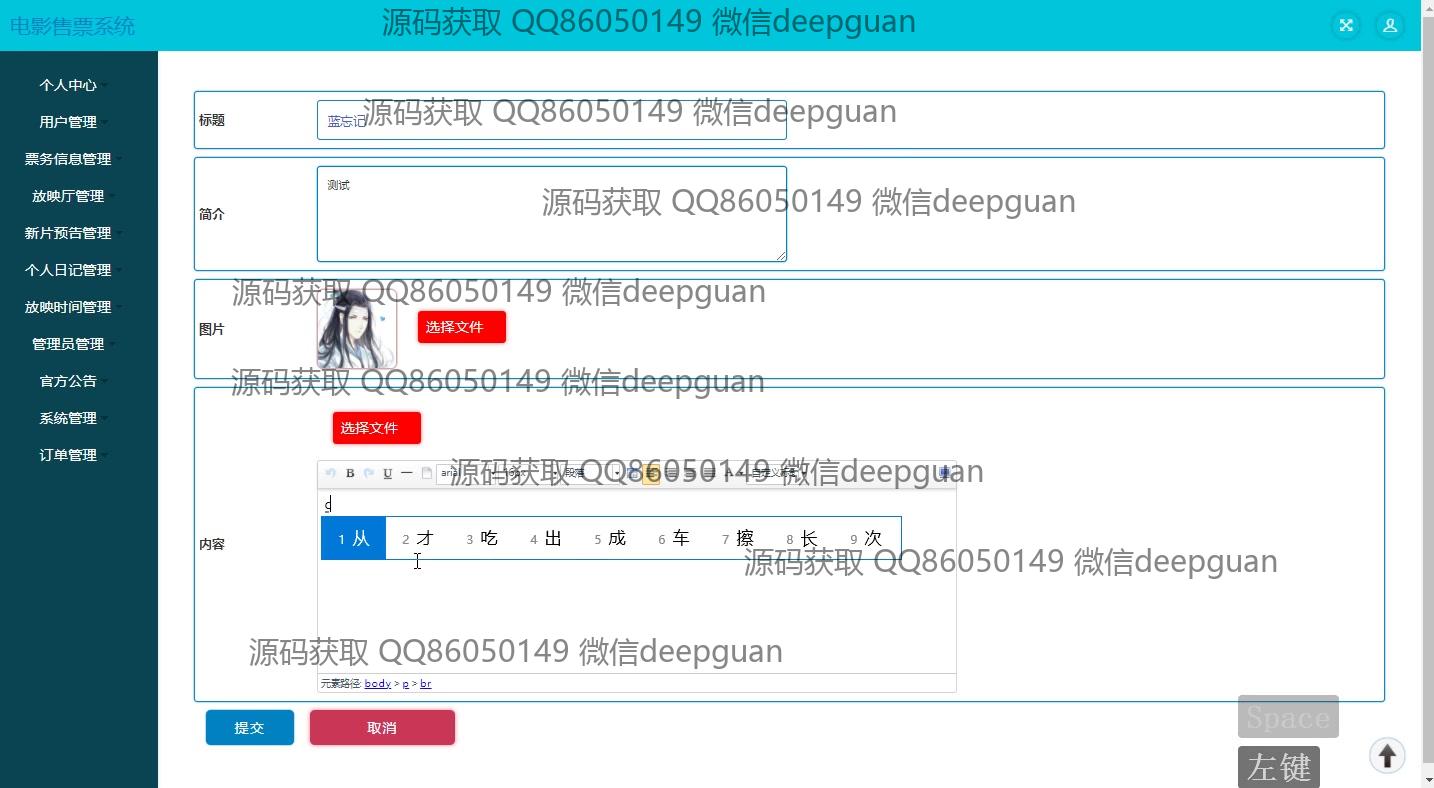 电影售票系统
源码获取 QQ86050149 微信deepguan
个人中心
用户管理
票务信息管理
放映厅管理
新片预告管理
个人日记管理
放映时间管理
管理员管理
官方公告
系统管理
订单管理
标题
蓝忘记
源码获取 QQ86050149 微信deepguan
简介
测试
源码获取 QQ86050149 微信deepguan
源码获取 QQ86050149 微信deepguan
图片
选择文件
源码获取 QQ86050149 微信deepguan
选择文件
B U arial 段落 自定义标题
源码获取 QQ86050149 微信deepguan
内容
c
1 从 2 才 3 吃 4 出 5 成 6 车 7 擦 8 长 9 次
源码获取 QQ86050149 微信deepguan
源码获取 QQ86050149 微信deepguan
元素路径: body > p > br
提交 取消
Space
左键